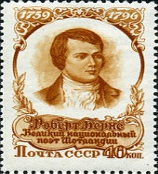 1759 1796
Роберт Бернс
Великий национальный
поэт Шотландии
Почта СССР 40 коп.